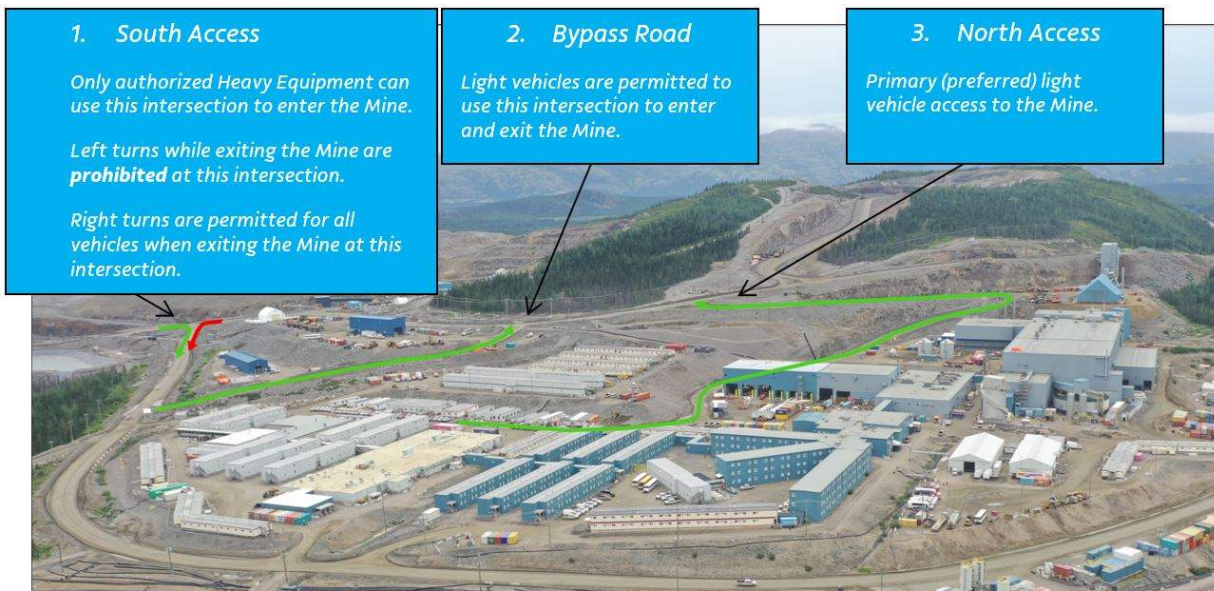 1. South Access
Only authorized Heavy Equipment can
use this intersection to enter the Mine.
Left turns while exiting the Mine are
prohibited at this intersection.
Right turns are permitted for all
vehicles when exiting the Mine at this
intersection.
2. Bypass Road
Light vehicles are permitted to
use this intersection to enter
and exit the Mine.
3. North Access
Primary (preferred) light
vehicle access to the Mine.